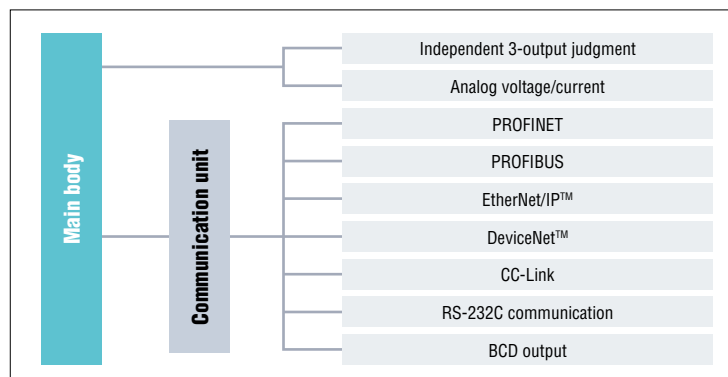 Main body
Communication unit
Independent 3-output judgment
Analog voltage/current
PROFINET
PROFIBUS
EtherNet/IP™
DeviceNet™
CC-Link
RS-232C communication
BCD output